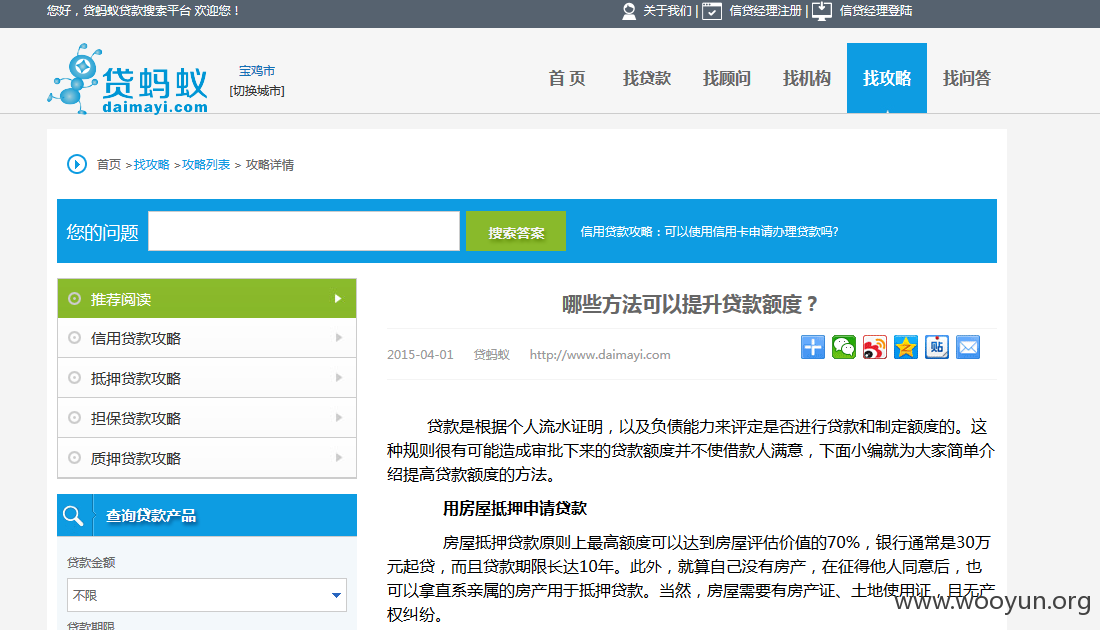 您好，贷蚂蚁贷款搜索平台 欢迎您！
关于我们 | 信贷经理注册 | 信贷经理登陆
贷蚂蚁
daimayi.com
宝鸡市
[切换城市]
首 页 找贷款 找顾问 找机构 找攻略 找问答
首页 >找攻略 >攻略列表 > 攻略详情
您的问题 搜索答案 信用贷款攻略：可以使用信用卡申请办理贷款吗？
推荐阅读
信用贷款攻略
抵押贷款攻略
担保贷款攻略
质押贷款攻略
查询贷款产品
贷款金额
不限
贷款期限
哪些方法可以提升贷款额度？
2015-04-01 贷蚂蚁 http://www.daimayi.com
贴
贷款是根据个人流水证明，以及负债能力来评定是否进行贷款和制定额度的。这
种规则很有可能造成审批下来的贷款额度并不使借款人满意，下面小编就为大家简单介
绍提高贷款额度的方法。
用房屋抵押申请贷款
房屋抵押贷款原则上最高额度可以达到房屋评估价值的70%，银行通常是30万
元起贷，而且贷款期限长达10年。此外，就算自己没有房产，在征得他人同意后，也
可以拿直系亲属的房产用于抵押贷款。当然，房屋需要有房产证、土地使用证，且无产
权纠纷。
www.wooyun.org